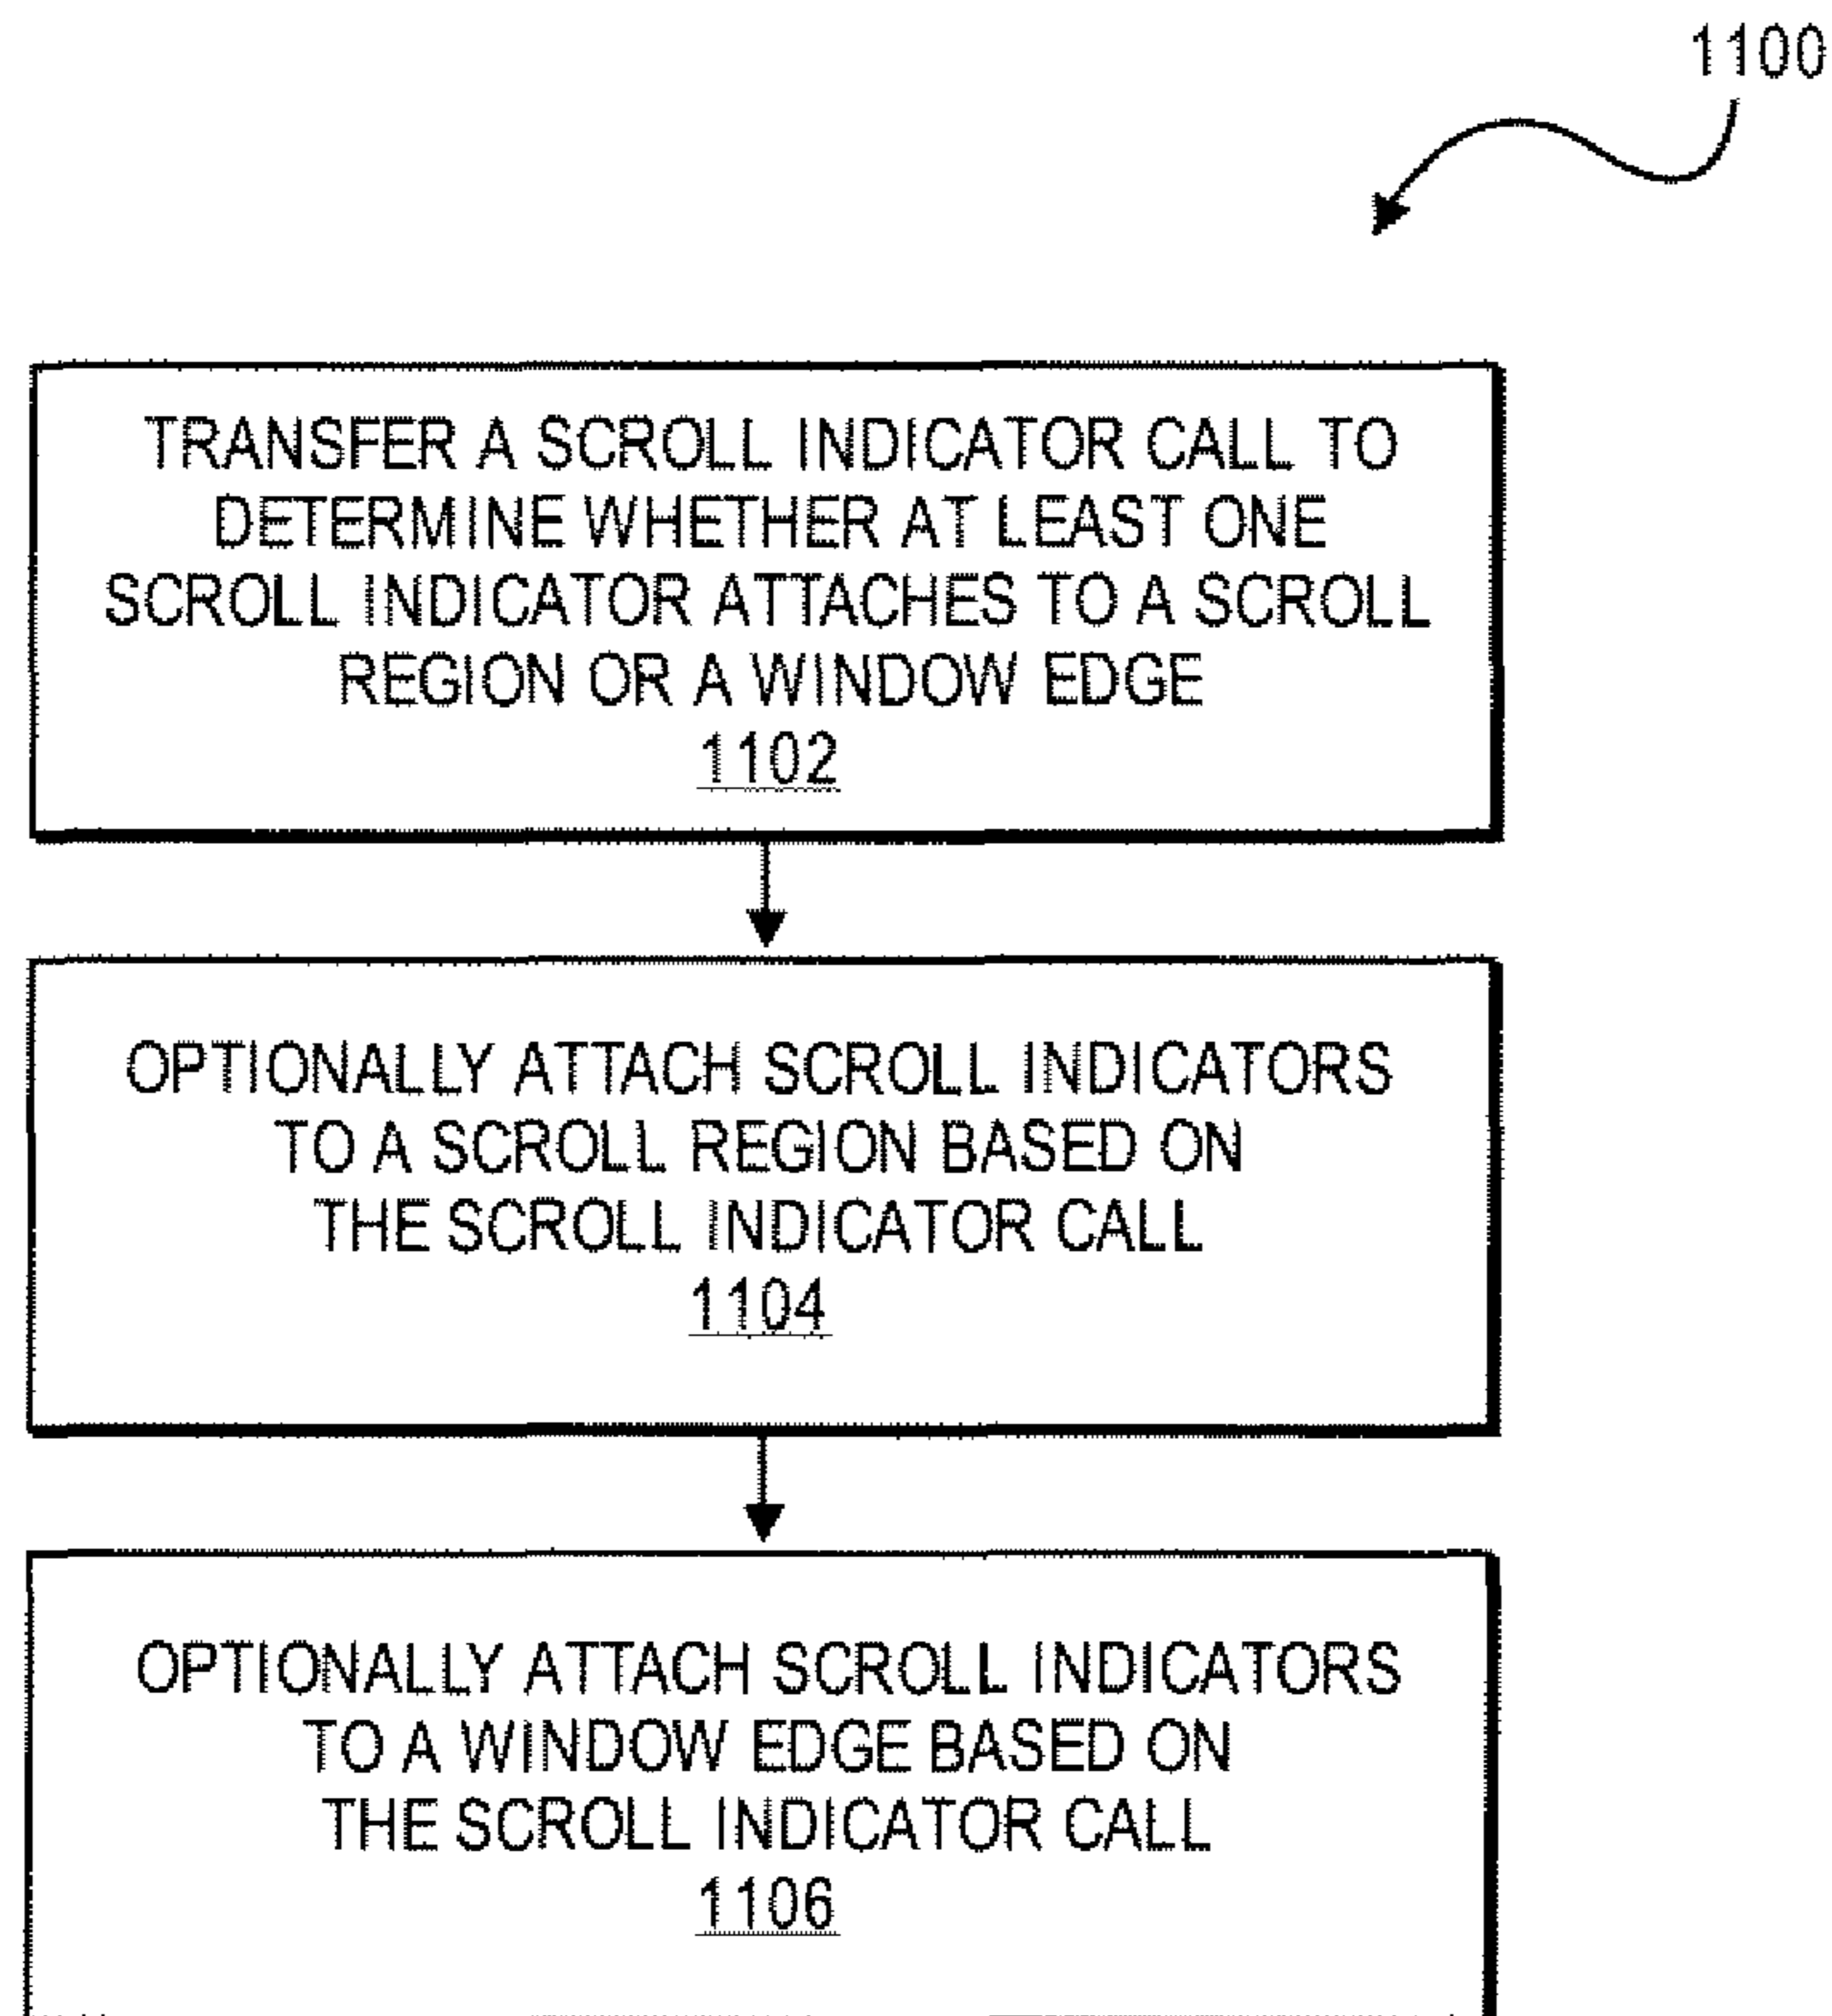 1100
TRANSFER A SCROLL INDICATOR CALL TO
DETERMINE WHETHER AT LEAST ONE
SCROLL INDICATOR ATTACHES TO A SCROLL
REGION OR A WINDOW EDGE
1102
OPTIONALLY ATTACH SCROLL INDICATORS
TO A SCROLL REGION BASED ON
THE SCROLL INDICATOR CALL
1104
OPTIONALLY ATTACH SCROLL INDICATORS
TO A WINDOW EDGE BASED ON
THE SCROLL INDICATOR CALL
1106